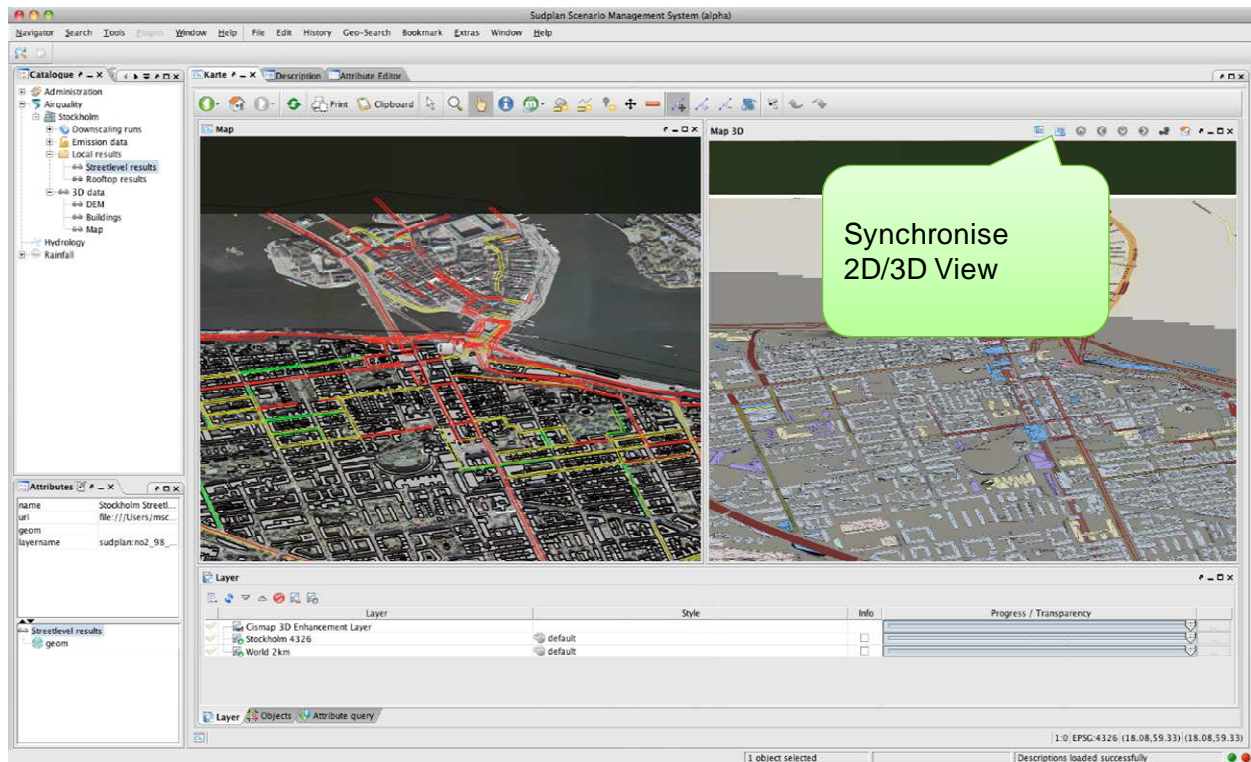 Sudplan Scenario Management System (alpha)
Navigator Search Tools Plugins Window Help File Edit History Geo-Search Bookmark Extras Window Help
Catalogue
Karte Description Attribute Editor
Administration
Airquality
Stockholm
Downscaling runs
Emission data
Local results
Streetlevel results
Rooftop results
3D data
DEM
Buildings
Map
Hydrology
Rainfall
Print Clipboard
Map
Map 3D
Synchronise
2D/3D View
Attributes
name Stockholm Streetl...
uri file:///Users/msc...
geom
layername sudplan:no2_98_...
Streetlevel results
geom
Layer
Layer Style Info Progress / Transparency
Cismap 3D Enhancement Layer
Stockholm 4326 default
World 2km default
Layer Objects Attribute query
1:0 EPSG:4326 (18.08,59.33) (18.08,59.33)
1 object selected Descriptions loaded successfully